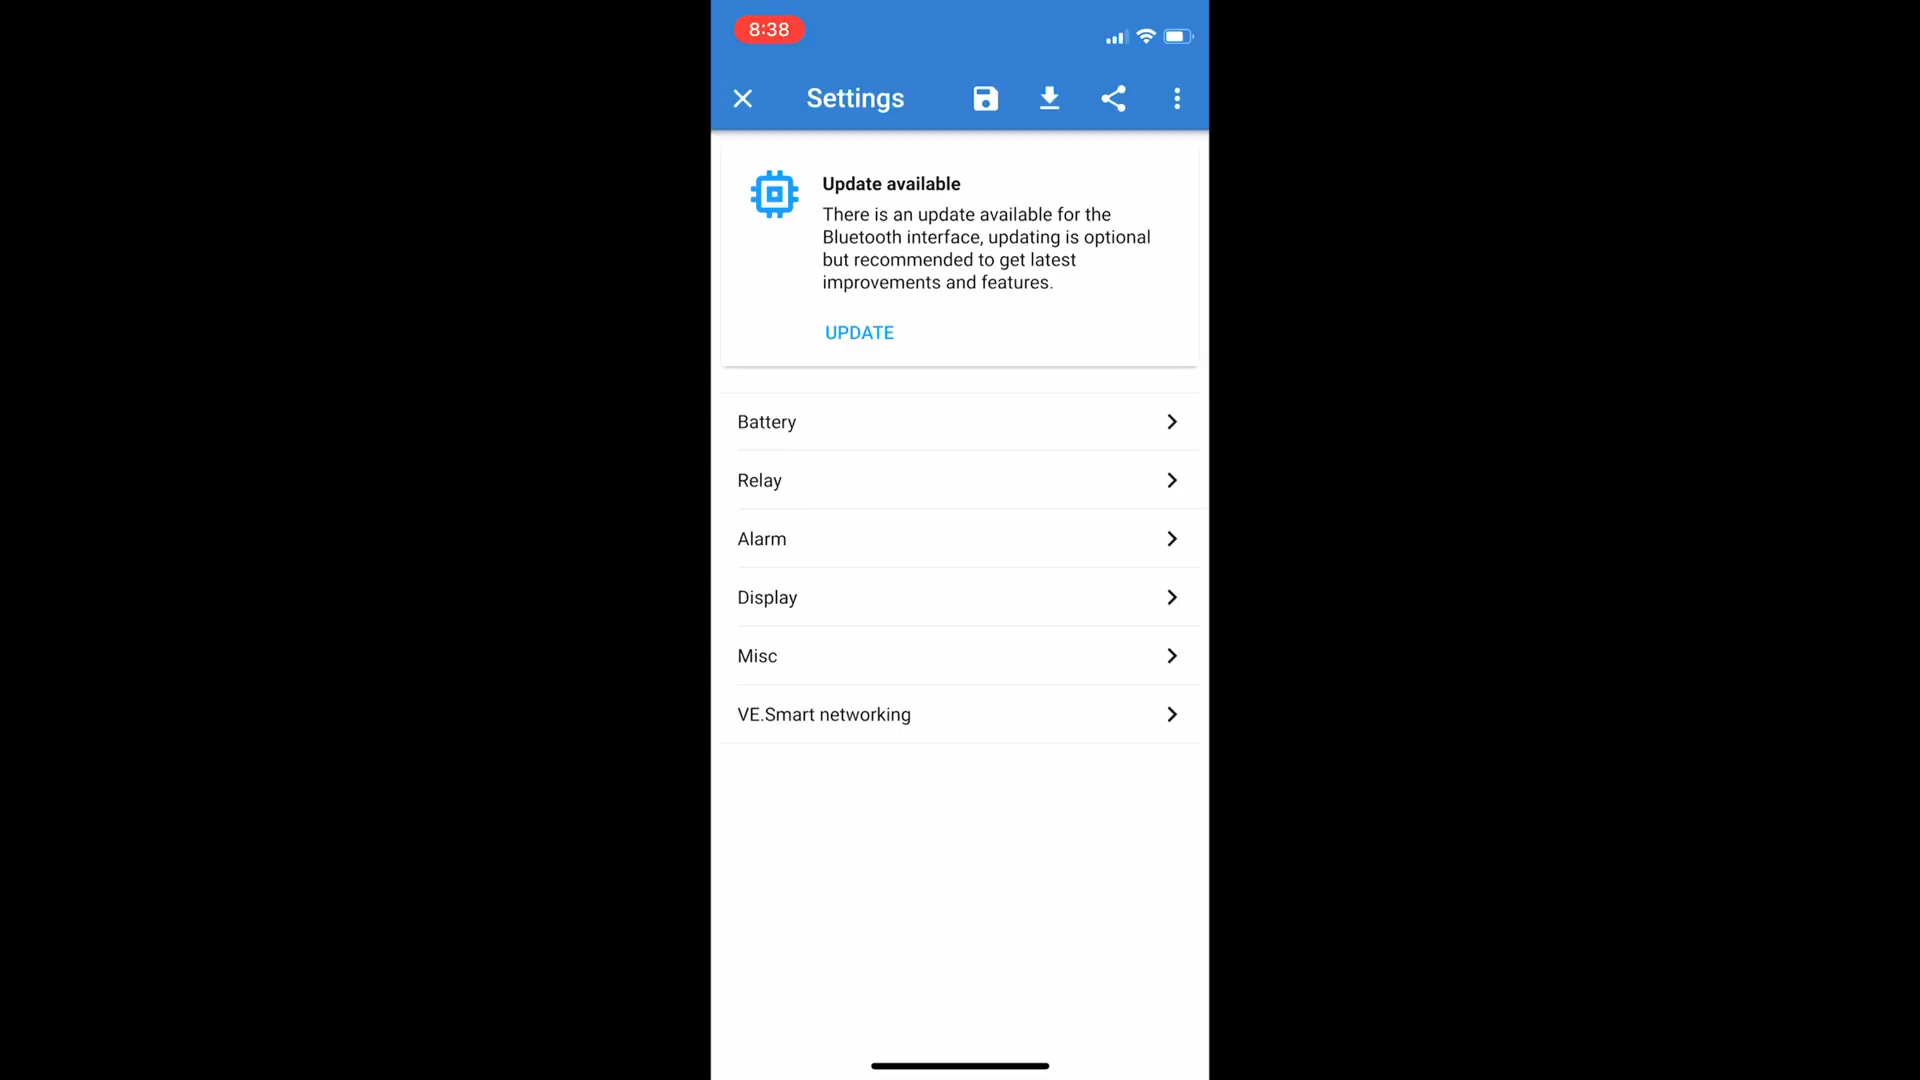 8:38
Settings
Update available
There is an update available for the
Bluetooth interface, updating is optional
but recommended to get latest
improvements and features.
UPDATE
Battery
Relay
Alarm
Display
Misc
VE.Smart networking